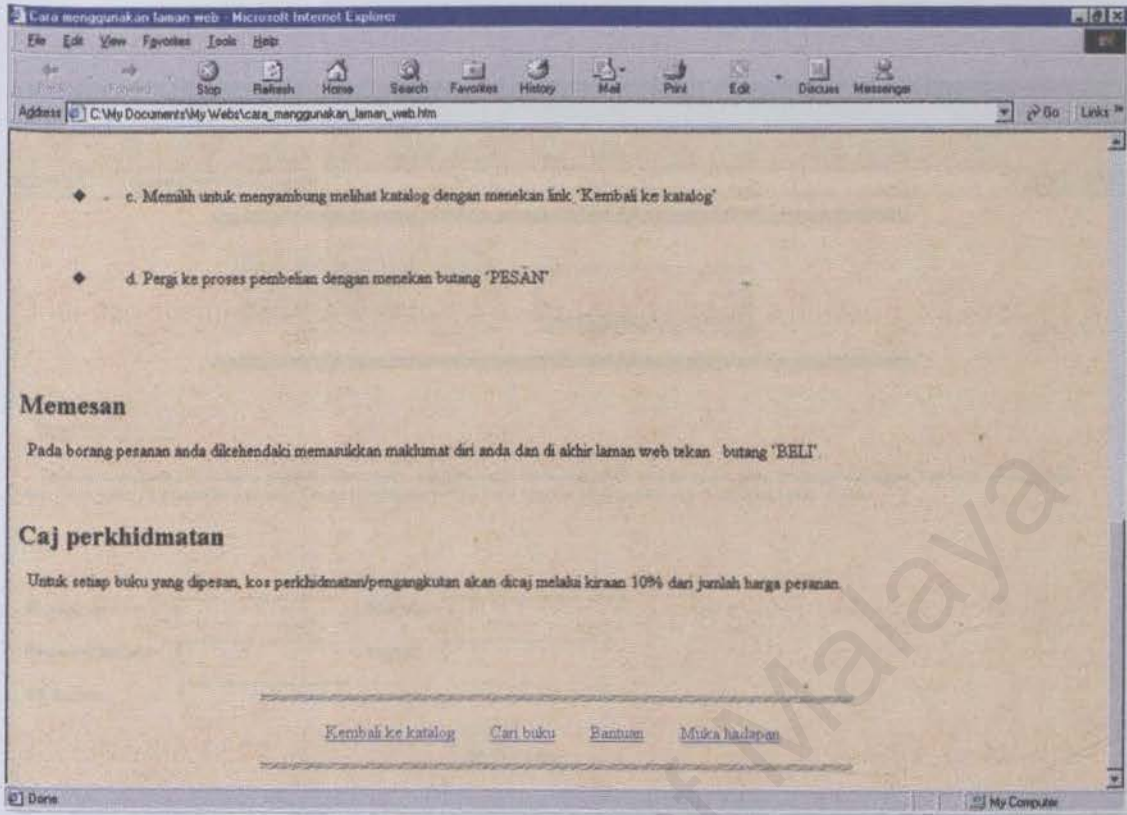 Cara menggunakan laman web - Microsoft Internet Explorer
File Edit View Favorites Tools Help
Back Forward Stop Refresh Home Search Favorites History Mail Print Edit Discuss Messenger
Address C:\My Documents\My Webs\cara_menggunakan_laman_web.htm Go Links »
c. Memilih untuk menyambung melihat katalog dengan menekan link "Kembali ke katalog"
d. Pergi ke proses pembelian dengan menekan butang "PESAN"
Memesan
Pada borang pesanan anda dikehendaki memasukkan maklumat diri anda dan di akhir laman web tekan butang "BELI".
Caj perkhidmatan
Untuk setiap buku yang dipesan, kos perkhidmatan/pengangkutan akan dicaj melalui kiraan 10% dari jumlah harga pesanan.
Kembali ke katalog Cari buku Bantuan Muka hadapan
Done My Computer
of Malaya